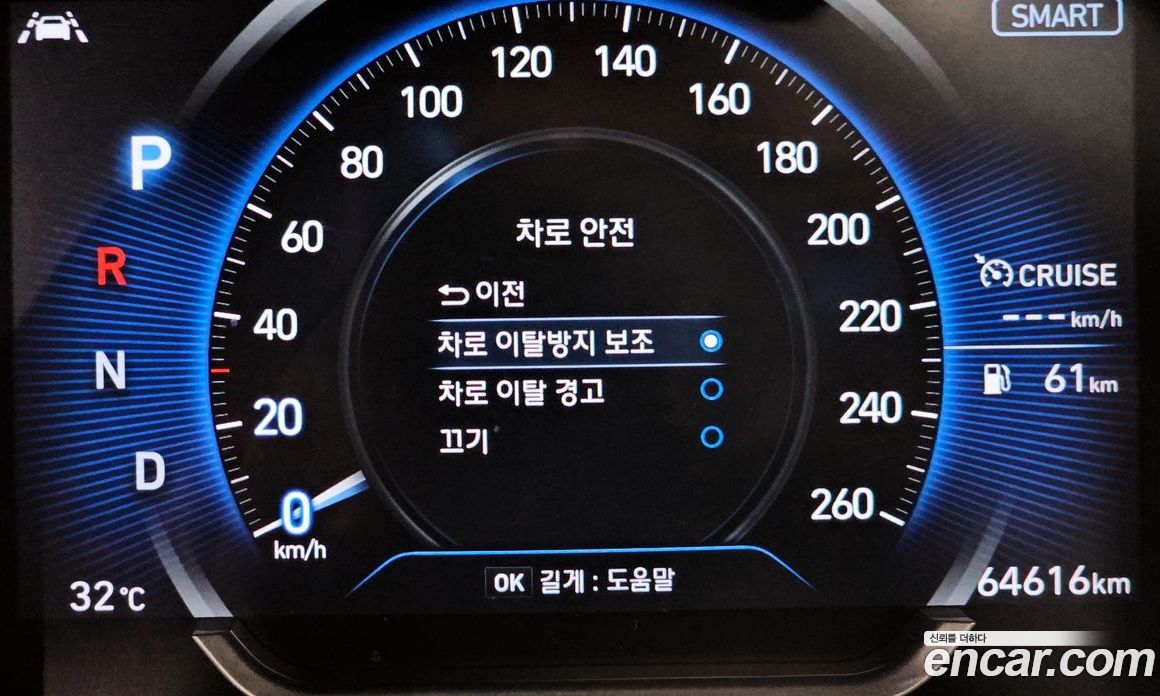 SMART
120
140
100
160
80
180
60
200
40
220
20
240
0
260
km/h
P
R
N
D
차로 안전
이전
차로 이탈방지 보조
차로 이탈 경고
끄기
OK 길게 : 도움말
CRUISE
---km/h
61km
32℃
64616km
신뢰를 더하다
encar.com